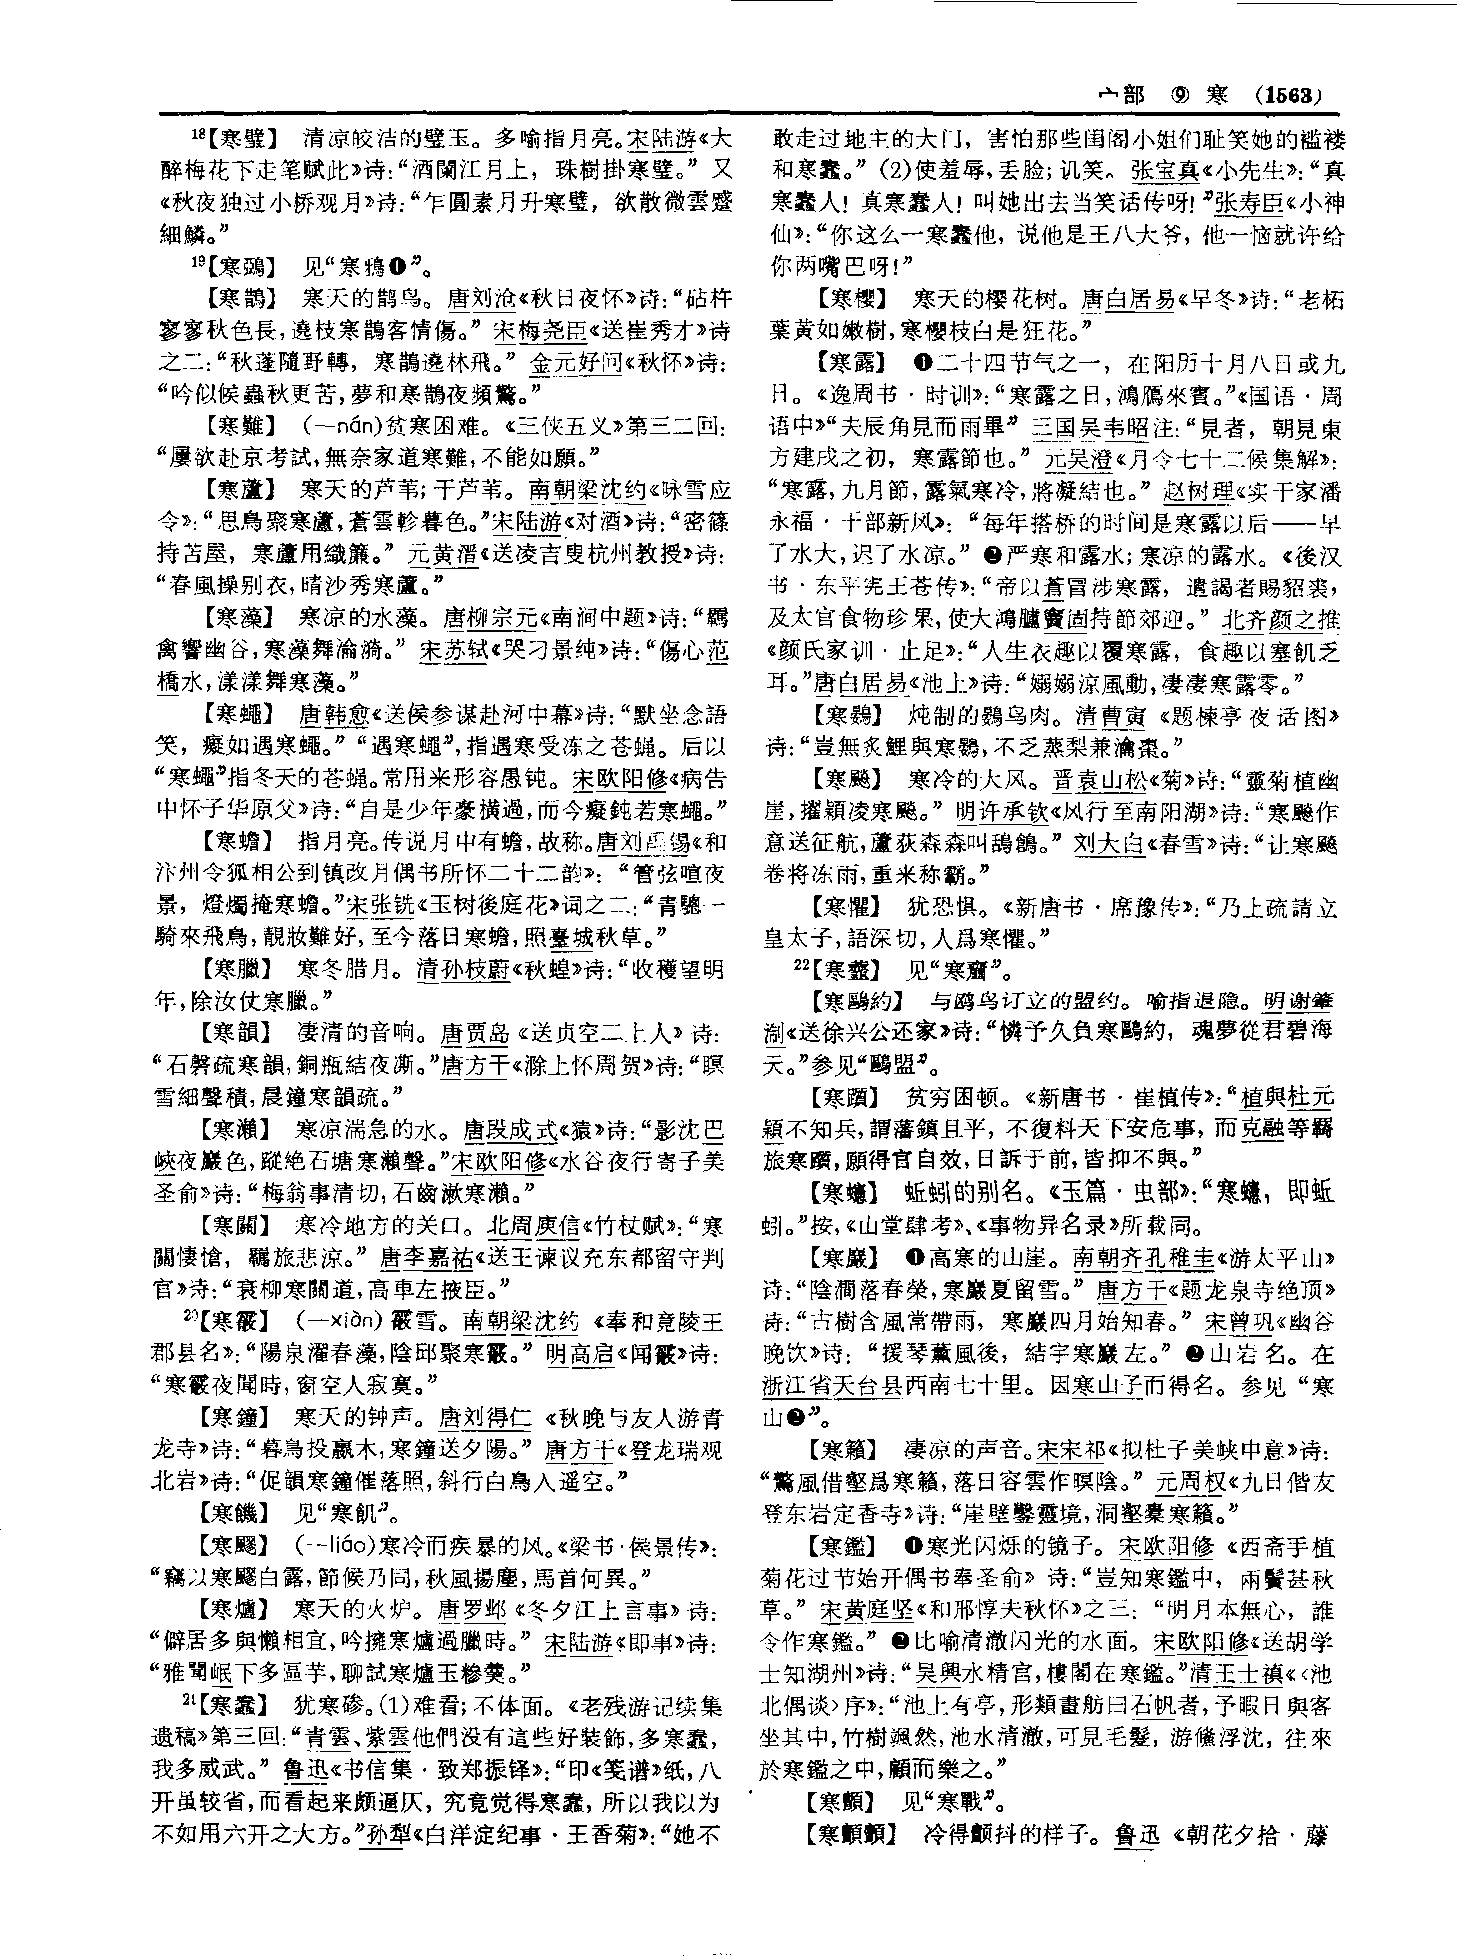 宀部 ⑨ 寒 (1563)
¹⁸【寒璧】 清凉皎洁的璧玉。多喻指月亮。宋陆游《大
醉梅花下走笔赋此》诗:“酒闌江月上，珠樹掛寒璧。” 又
《秋夜独过小桥观月》诗:“乍圓素月升寒璧，欲散微雲蹙
細鱗。”
¹⁹【寒鵶】 见“寒鴉❶”。
【寒鵲】 寒天的鹊鸟。唐刘沧《秋日夜怀》诗:“砧杵
寥寥秋色長，遶枝寒鵲客情傷。” 宋梅尧臣《送崔秀才》诗
之二:“秋蓬隨野轉，寒鵲遶林飛。” 金元好问《秋怀》诗:
“吟似候蟲秋更苦，夢和寒鵲夜頻驚。”
【寒難】 (一nán)贫寒困难。《三侠五义》第三二回:
“屢欲赴京考試，無奈家道寒難，不能如願。”
【寒蘆】 寒天的芦苇;干芦苇。南朝梁沈约《咏雪应
令》:“思鳥聚寒蘆，蒼雲軫暮色。”宋陆游《对酒》诗:“密篠
持苫屋，寒蘆用織簾。” 元黄溍《送凌吉叟杭州教授》诗:
“春風操别衣，晴沙秀寒蘆。”
【寒藻】 寒凉的水藻。唐柳宗元《南涧中题》诗:“羈
禽響幽谷，寒藻舞淪漪。” 宋苏轼《哭刁景纯》诗:“傷心范
橋水，漾漾舞寒藻。”
【寒蠅】 唐韩愈《送侯参谋赴河中幕》诗:“默坐念語
笑，癡如遇寒蠅。” “遇寒蠅”，指遇寒受冻之苍蝇。后以
“寒蠅”指冬天的苍蝇。常用来形容愚钝。宋欧阳修《病告
中怀子华原父》诗:“自是少年豪横過，而今癡鈍若寒蠅。”
【寒蟾】 指月亮。传说月中有蟾，故称。唐刘禹锡《和
汴州令狐相公到镇改月偶书所怀二十二韵》: “管弦喧夜
景，燈燭掩寒蟾。”宋张铣《玉树後庭花》词之二:“青驄一
騎來飛鳥，靚妝難好，至今落日寒蟾，照臺城秋草。”
【寒臘】 寒冬腊月。清孙枝蔚《秋蝗》诗:“收穫望明
年，除汝仗寒臘。”
【寒韻】 凄清的音响。唐贾岛《送贞空二上人》诗:
“石磬疏寒韻，銅瓶結夜澌。”唐方干《滁上怀周贺》诗:“暝
雪細聲積，晨鐘寒韻疏。”
【寒瀨】 寒凉湍急的水。唐段成式《猿》诗:“影沈巴
峽夜巖色，蹤絶石塘寒瀨聲。”宋欧阳修《水谷夜行寄子美
圣俞》诗:“梅翁事清切，石齒漱寒瀨。”
【寒關】 寒冷地方的关口。北周庾信《竹杖赋》:“寒
關悽愴，羈旅悲涼。” 唐李嘉祐《送王谏议充东都留守判
官》诗:“衰柳寒關道，高車左掖臣。”
²⁰【寒霰】 (一xiàn)霰雪。南朝梁沈约《奉和竟陵王
郡县名》:“陽泉濯春藻，陰邱聚寒霰。” 明高启《闻霰》诗:
“寒霰夜聞時，窗空人寂寞。”
【寒鐘】 寒天的钟声。唐刘得仁《秋晚与友人游青
龙寺》诗:“暮鳥投羸木，寒鐘送夕陽。” 唐方干《登龙瑞观
北岩》诗:“促韻寒鐘催落照，斜行白鳥入遥空。”
【寒饑】 见“寒飢”。
【寒飂】 (一liáo)寒冷而疾暴的风。《梁书·侯景传》:
“竊以寒飂白露，節候乃同，秋風揚塵，馬首何異。”
【寒爐】 寒天的火炉。唐罗邺《冬夕江上言事》诗:
“僻居多與懶相宜，吟擁寒爐過臘時。” 宋陆游《即事》诗:
“雅聞岷下多區芋，聊試寒爐玉糝羹。”
²¹【寒蠢】 犹寒碜。(1)难看;不体面。《老残游记续集
遗稿》第三回:“青雲、紫雲他們没有這些好裝飾，多寒蠢，
我多威武。” 鲁迅《书信集·致郑振铎》:“印《笺谱》纸，八
开虽较省，而看起来颇逼仄，究竟觉得寒蠢，所以我以为
不如用六开之大方。”孙犁《白洋淀纪事·王香菊》:“她不
敢走过地主的大门，害怕那些闺阁小姐们耻笑她的褴褛
和寒蠢。” (2)使羞辱，丢脸;讥笑。张宝真《小先生》:“真
寒蠢人! 真寒蠢人! 叫她出去当笑话传呀!”张寿臣《小神
仙》:“你这么一寒蠢他，说他是王八大爷，他一恼就许给
你两嘴巴呀!”
【寒櫻】 寒天的樱花树。唐白居易《早冬》诗:“老柘
葉黄如嫩樹，寒櫻枝白是狂花。”
【寒露】 ❶二十四节气之一，在阳历十月八日或九
日。《逸周书·时训》:“寒露之日，鴻鴈來賓。”《国语·周
语中》“夫辰角見而雨畢” 三国吴韦昭注:“見者，朝見東
方建戌之初，寒露節也。” 元吴澄《月令七十二候集解》:
“寒露，九月節，露氣寒冷，將凝結也。” 赵树理《实干家潘
永福·干部新风》:“每年搭桥的时间是寒露以后——早
了水大，迟了水凉。” ❷严寒和露水;寒凉的露水。《後汉
书·东平宪王苍传》:“帝以蒼冒涉寒露，遣謁者賜貂裘，
及太官食物珍果，使大鴻臚竇固持節郊迎。” 北齐颜之推
《颜氏家训·止足》:“人生衣趣以覆寒露，食趣以塞飢乏
耳。”唐白居易《池上》诗:“嫋嫋涼風動，凄凄寒露零。”
【寒鷃】 炖制的鷃鸟肉。清曹寅《题楝亭夜话图》
诗:“豈無炙鯉與寒鷃，不乏蒸梨兼瀹棗。”
【寒飈】 寒冷的大风。晋袁山松《菊》诗:“靈菊植幽
崖，擢穎凌寒飈。” 明许承钦《风行至南阳湖》诗:“寒飈作
意送征航，蘆荻森森叫鴰鶬。” 刘大白《春雪》诗:“让寒飈
卷将冻雨，重来称霸。”
【寒懼】 犹恐惧。《新唐书·席豫传》:“乃上疏請立
皇太子，語深切，人爲寒懼。”
²²【寒虀】 见“寒齏”。
【寒鷗約】 与鸥鸟订立的盟约。喻指退隐。明谢肇
淛《送徐兴公还家》诗:“憐予久負寒鷗約，魂夢從君碧海
天。”参见“鷗盟”。
【寒躓】 贫穷困顿。《新唐书·崔植传》:“植與杜元
穎不知兵，謂藩鎮且平，不復料天下安危事，而克融等羈
旅寒躓，願得官自效，日訴于前，皆抑不與。”
【寒蠵】 蚯蚓的别名。《玉篇·虫部》:“寒蠵，即蚯
蚓。”按，《山堂肆考》、《事物异名录》所载同。
【寒巖】 ❶高寒的山崖。南朝齐孔稚圭《游太平山》
诗:“陰澗落春榮，寒巖夏留雪。” 唐方干《题龙泉寺绝顶》
诗:“古樹含風常帶雨，寒巖四月始知春。” 宋曾巩《幽谷
晚饮》诗: “援琴薰風後，結宇寒巖左。” ❷山岩名。在
浙江省天台县西南七十里。因寒山子而得名。参见 “寒
山❷”。
【寒籟】 凄凉的声音。宋宋祁《拟杜子美峡中意》诗:
“驚風借壑爲寒籟，落日容雲作暝陰。” 元周权《九日偕友
登东岩定香寺》诗:“崖壁鑿靈境，洞壑橐寒籟。”
【寒鑑】 ❶寒光闪烁的镜子。宋欧阳修《西斋手植
菊花过节始开偶书奉圣俞》诗:“豈知寒鑑中，兩鬢甚秋
草。” 宋黄庭坚《和邢惇夫秋怀》之三: “明月本無心，誰
令作寒鑑。” ❷比喻清澈闪光的水面。宋欧阳修《送胡学
士知湖州》诗:“吴興水精宫，樓閣在寒鑑。”清王士禛《〈池
北偶谈〉序》:“池上有亭，形類畫舫曰石帆者，予暇日與客
坐其中，竹樹颯然，池水清澈，可見毛髮，游鯈浮沈，往來
於寒鑑之中，顧而樂之。”
【寒顫】 见“寒戰”。
【寒顫顫】 冷得颤抖的样子。鲁迅《朝花夕拾·藤